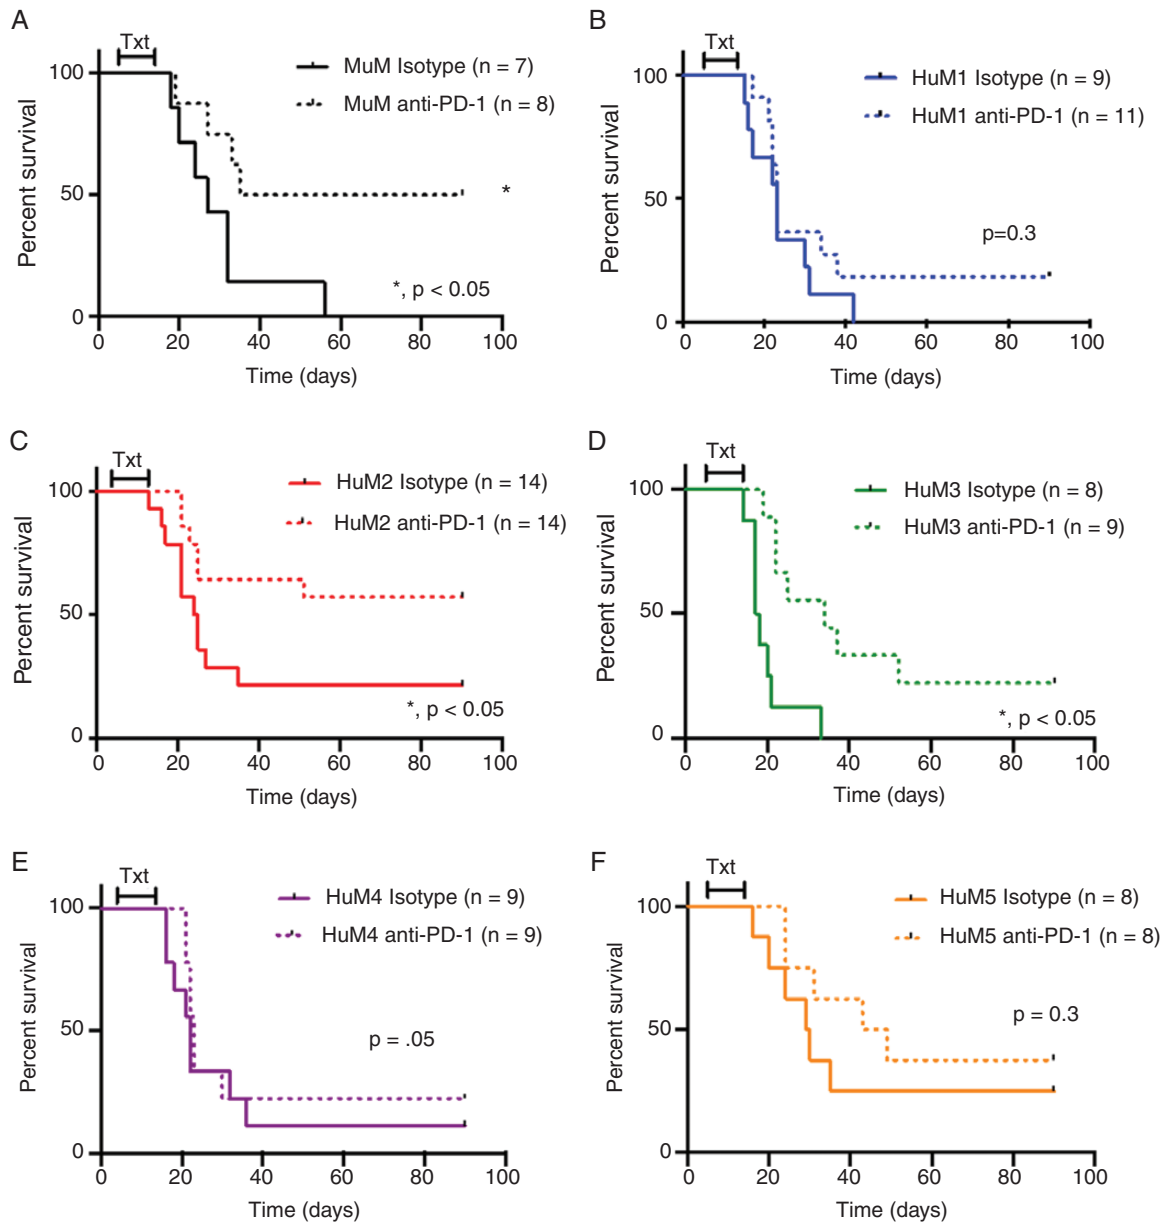 A
Txt
MuM Isotype (n = 7)
MuM anti-PD-1 (n = 8)
Percent survival
100
50
0
*
*, p < 0.05
0 20 40 60 80 100
Time (days)
B
Txt
HuM1 Isotype (n = 9)
HuM1 anti-PD-1 (n = 11)
Percent survival
100
50
0
p=0.3
0 20 40 60 80 100
Time (days)
C
Txt
HuM2 Isotype (n = 14)
HuM2 anti-PD-1 (n = 14)
Percent survival
100
50
0
*, p < 0.05
0 20 40 60 80 100
Time (days)
D
Txt
HuM3 Isotype (n = 8)
HuM3 anti-PD-1 (n = 9)
Percent survival
100
50
0
*, p < 0.05
0 20 40 60 80 100
Time (days)
E
Txt
HuM4 Isotype (n = 9)
HuM4 anti-PD-1 (n = 9)
Percent survival
100
50
0
p = .05
0 20 40 60 80 100
Time (days)
F
Txt
HuM5 Isotype (n = 8)
HuM5 anti-PD-1 (n = 8)
Percent survival
100
50
0
p = 0.3
0 20 40 60 80 100
Time (days)